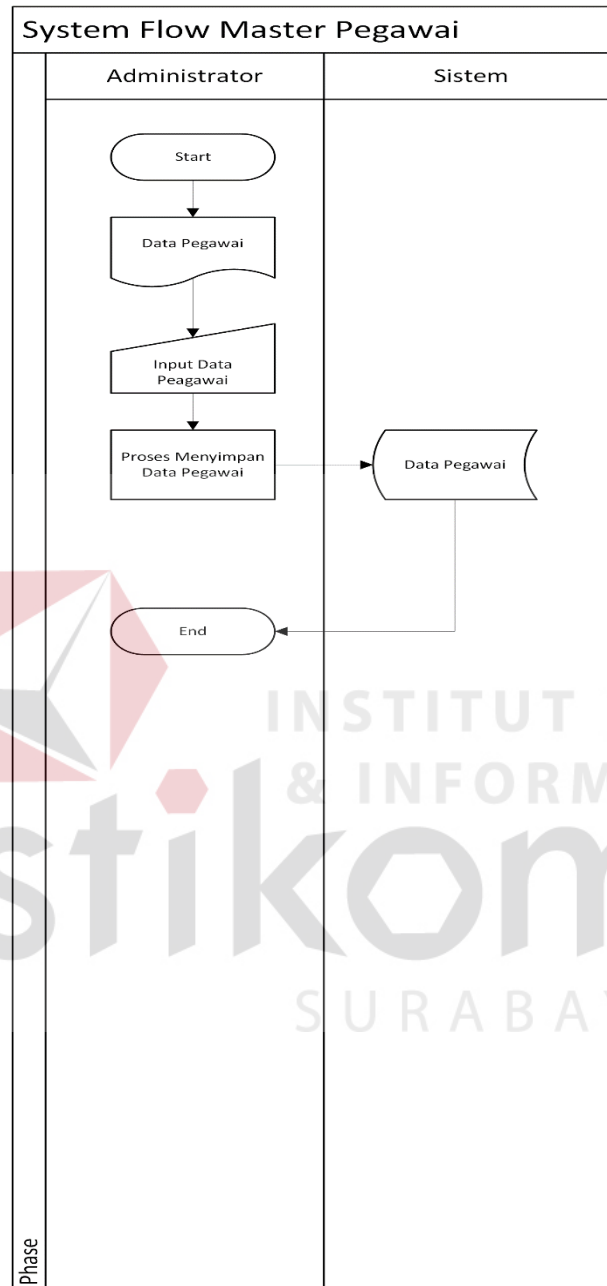 System Flow Master Pegawai
Administrator
Sistem
Start
Data Pegawai
Input Data
Peagawai
Proses Menyimpan
Data Pegawai
Data Pegawai
End
INSTITUT
& INFORM
stikom
SURABAY
Phase